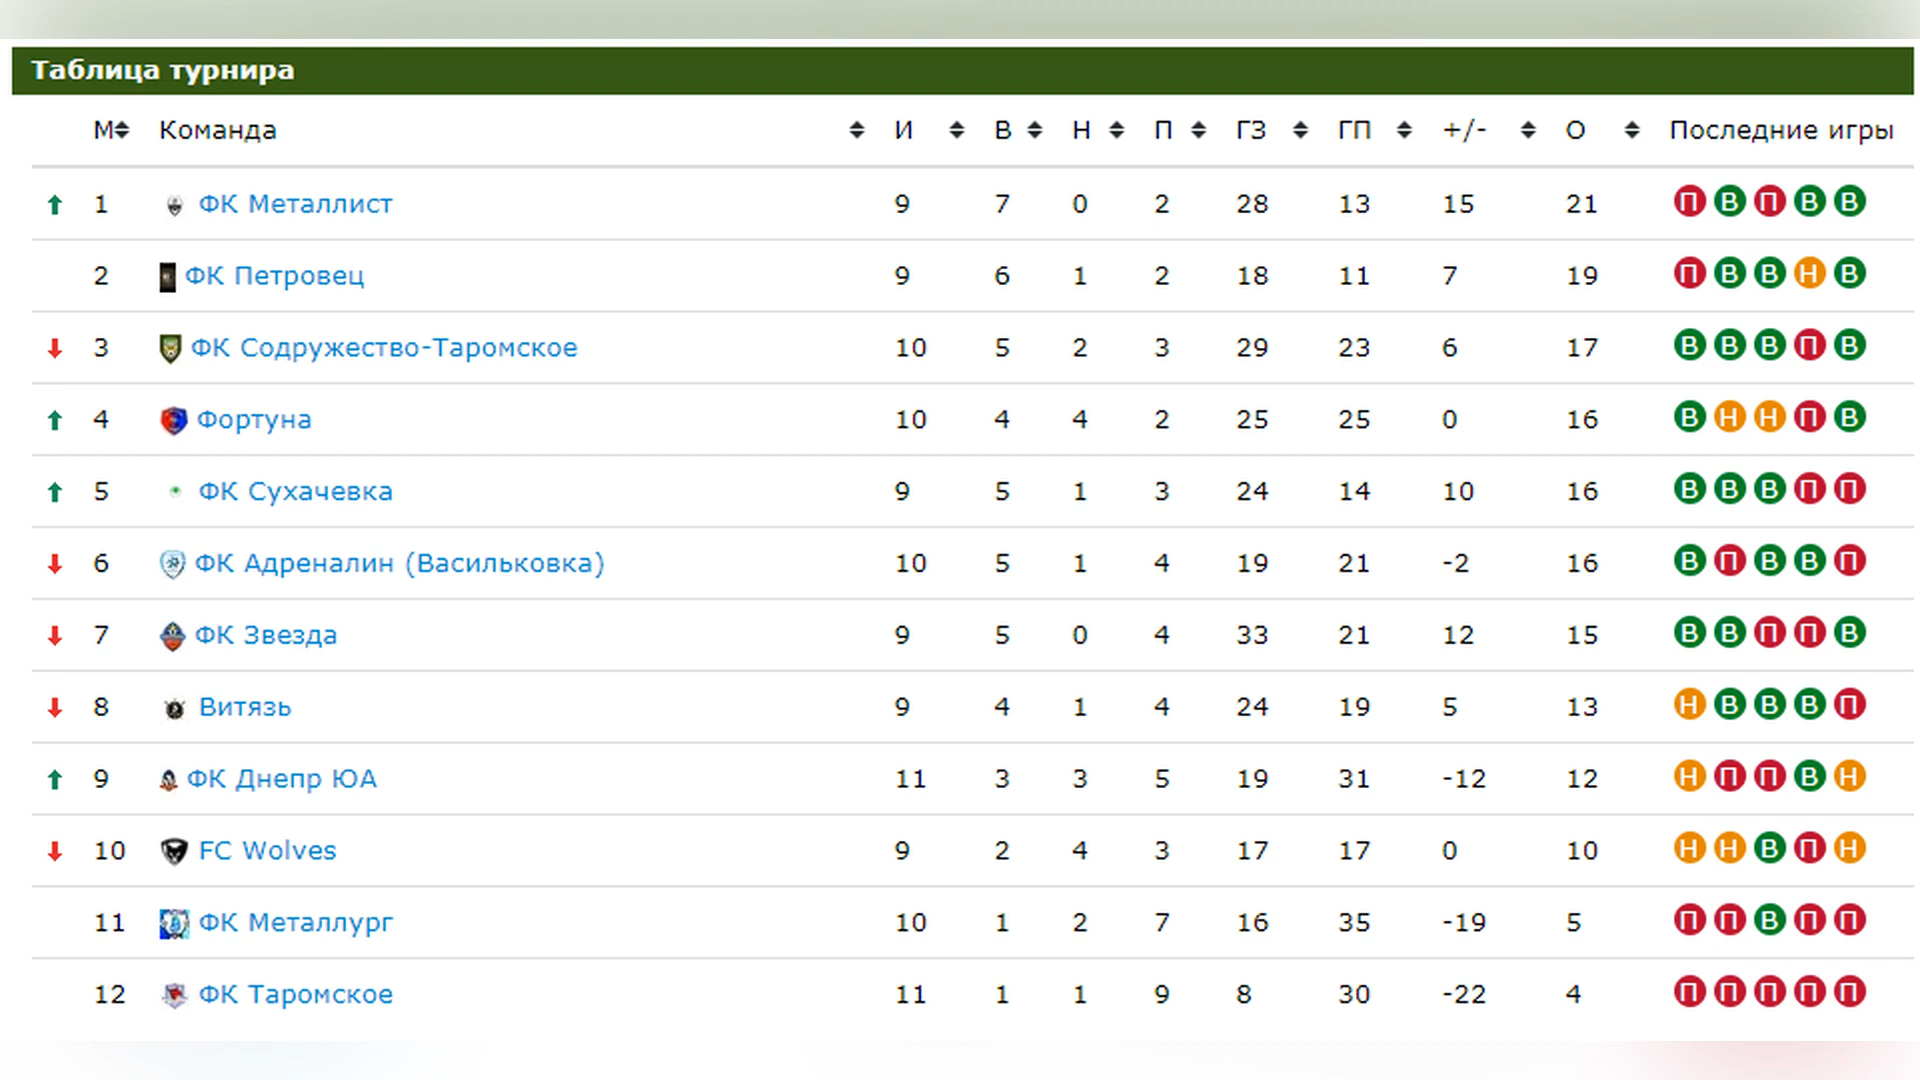 Таблица турнира
М Команда И В Н П ГЗ ГП +/- О Последние игры
1 ФК Металлист 9 7 0 2 28 13 15 21 П В П В В
2 ФК Петровец 9 6 1 2 18 11 7 19 П В В Н В
3 ФК Содружество-Таромское 10 5 2 3 29 23 6 17 В В В П В
4 Фортуна 10 4 4 2 25 25 0 16 В Н Н П В
5 ФК Сухачевка 9 5 1 3 24 14 10 16 В В В П П
6 ФК Адреналин (Васильковка) 10 5 1 4 19 21 -2 16 В П В В П
7 ФК Звезда 9 5 0 4 33 21 12 15 В В П П В
8 Витязь 9 4 1 4 24 19 5 13 Н В В В П
9 ФК Днепр ЮА 11 3 3 5 19 31 -12 12 Н П П В Н
10 FC Wolves 9 2 4 3 17 17 0 10 Н Н В П Н
11 ФК Металлург 10 1 2 7 16 35 -19 5 П П В П П
12 ФК Таромское 11 1 1 9 8 30 -22 4 П П П П П